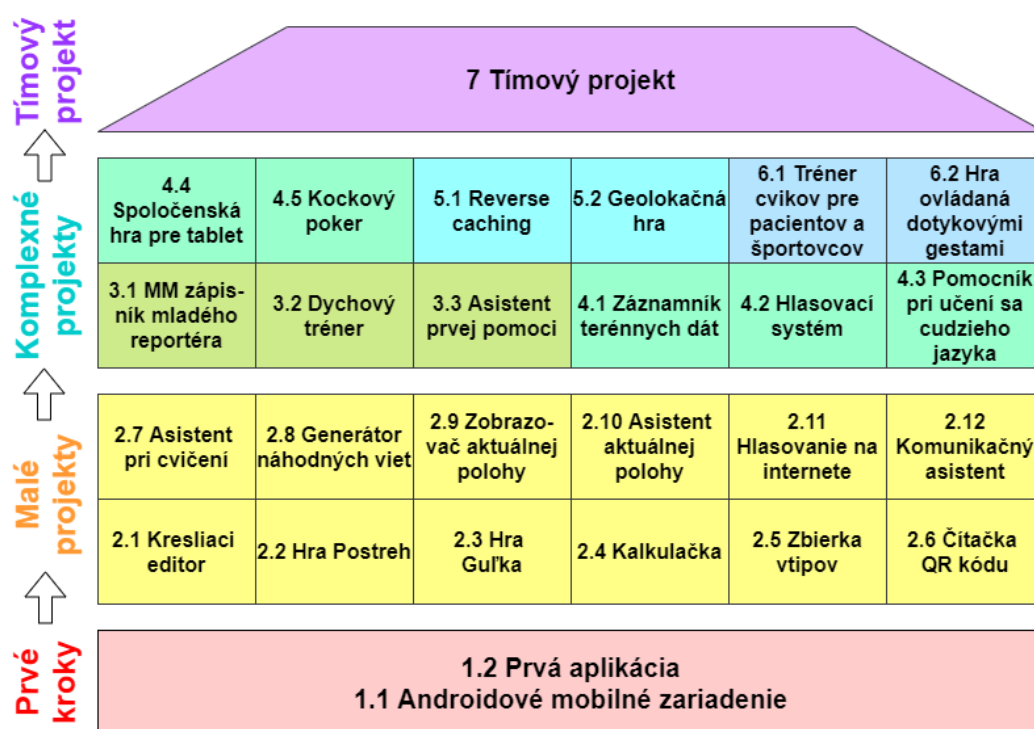 Tímový
projekt
7 Tímový projekt
Komplexné
projekty
4.4
Spoločenská
hra pre tablet
4.5 Kockový
poker
5.1 Reverse
caching
5.2 Geolokačná
hra
6.1 Tréner
cvikov pre
pacientov a
športovcov
6.2 Hra
ovládaná
dotykovými
gestami
3.1 MM zápis-
ník mladého
reportéra
3.2 Dychový
tréner
3.3 Asistent
prvej pomoci
4.1 Záznamník
terénnych dát
4.2 Hlasovací
systém
4.3 Pomocník
pri učení sa
cudzieho
jazyka
Malé
projekty
2.7 Asistent
pri cvičení
2.8 Generátor
náhodných viet
2.9 Zobrazo-
vač aktuálnej
polohy
2.10 Asistent
aktuálnej
polohy
2.11
Hlasovanie na
internete
2.12
Komunikačný
asistent
2.1 Kresliaci
editor
2.2 Hra Postreh
2.3 Hra
Guľka
2.4 Kalkulačka
2.5 Zbierka
vtipov
2.6 Čítačka
QR kódu
Prvé
kroky
1.2 Prvá aplikácia
1.1 Androidové mobilné zariadenie